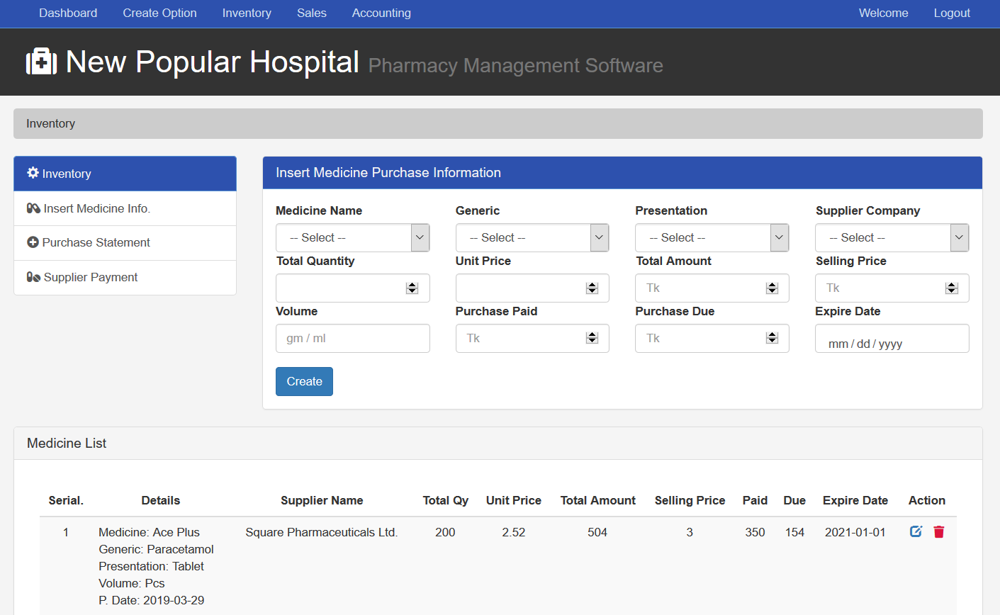 Dashboard Create Option Inventory Sales Accounting Welcome Logout
New Popular Hospital Pharmacy Management Software
Inventory
Inventory
Insert Medicine Info.
Purchase Statement
Supplier Payment
Insert Medicine Purchase Information
Medicine Name Generic Presentation Supplier Company
-- Select -- -- Select -- -- Select -- -- Select --
Total Quantity Unit Price Total Amount Selling Price
Tk Tk
Volume Purchase Paid Purchase Due Expire Date
gm / ml Tk Tk mm / dd / yyyy
Create
Medicine List
Serial. Details Supplier Name Total Qy Unit Price Total Amount Selling Price Paid Due Expire Date Action
1 Medicine: Ace Plus Square Pharmaceuticals Ltd. 200 2.52 504 3 350 154 2021-01-01
Generic: Paracetamol
Presentation: Tablet
Volume: Pcs
P. Date: 2019-03-29